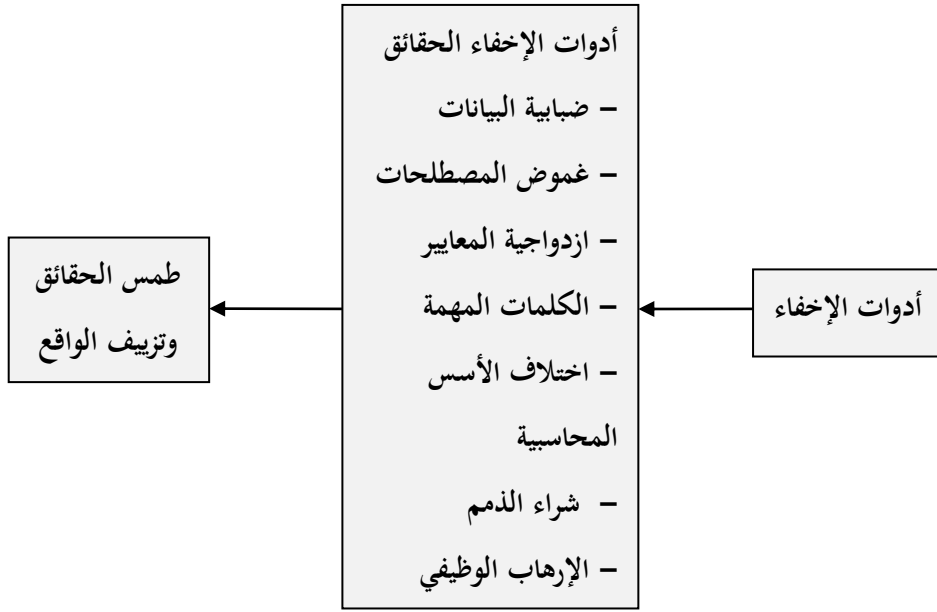 أدوات الإخفاء
أدوات الإخفاء الحقائق
– ضبابية البيانات
– غموض المصطلحات
– ازدواجية المعايير
– الكلمات المهمة
– اختلاف الأسس
المحاسبية
– شراء الذمم
– الإرهاب الوظيفي
طمس الحقائق
وتزييف الواقع